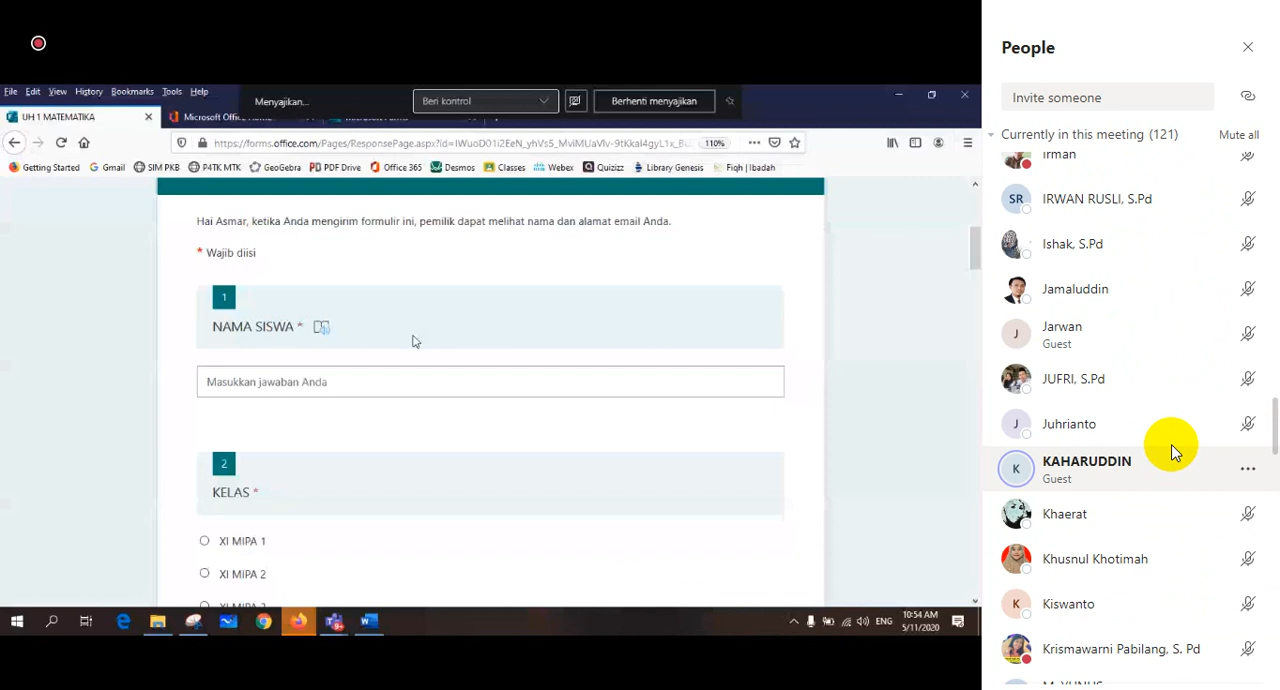 File Edit View History Bookmarks Tools Help
Menyajikan...
Beri kontrol
Berhenti menyajikan
UH 1 MATEMATIKA
Microsoft Office
110%
Getting Started
Gmail
SIM PKB
P4TK MTK
GeoGebra
PDF Drive
Office 365
Desmos
Classes
Webex
Quizizz
Library Genesis
Fiqh | Ibadah
Hai Asmar, ketika Anda mengirim formulir ini, pemilik dapat melihat nama dan alamat email Anda.
* Wajib diisi
1
NAMA SISWA *
Masukkan jawaban Anda
2
KELAS *
XI MIPA 1
XI MIPA 2
9+
ENG
10:54 AM
5/11/2020
People
Invite someone
Currently in this meeting (121)
Mute all
Irman
SR
IRWAN RUSLI, S.Pd
Ishak, S.Pd
Jamaluddin
J
Jarwan
Guest
JUFRI, S.Pd
J
Juhrianto
K
KAHARUDDIN
Guest
Khaerat
Khusnul Khotimah
K
Kiswanto
Krismawarni Pabilang, S. Pd